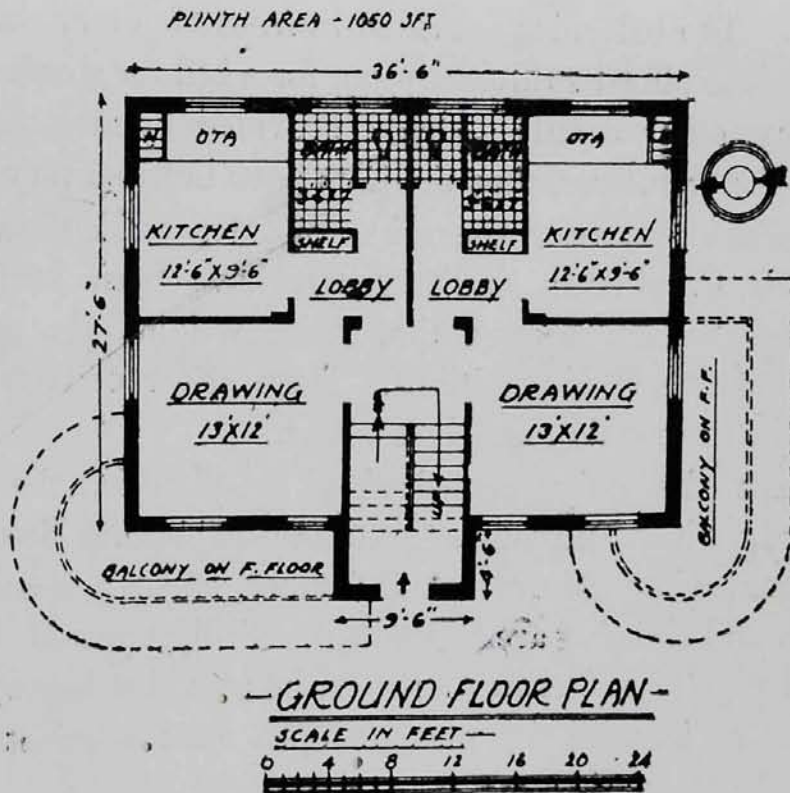 PLINTH AREA - 1050 SFT
36'-6"
OTA
OTA
BATH
BATH
KITCHEN
12'-6"X9'-6"
KITCHEN
12'-6"X9'-6"
SHELF
SHELF
LOBBY
LOBBY
27'-6"
DRAWING
13'X12'
DRAWING
13'X12'
UP
BALCONY ON F.F.
BALCONY ON F. FLOOR
9'-6"
GROUND FLOOR PLAN
SCALE IN FEET
0 4 8 12 16 20 24